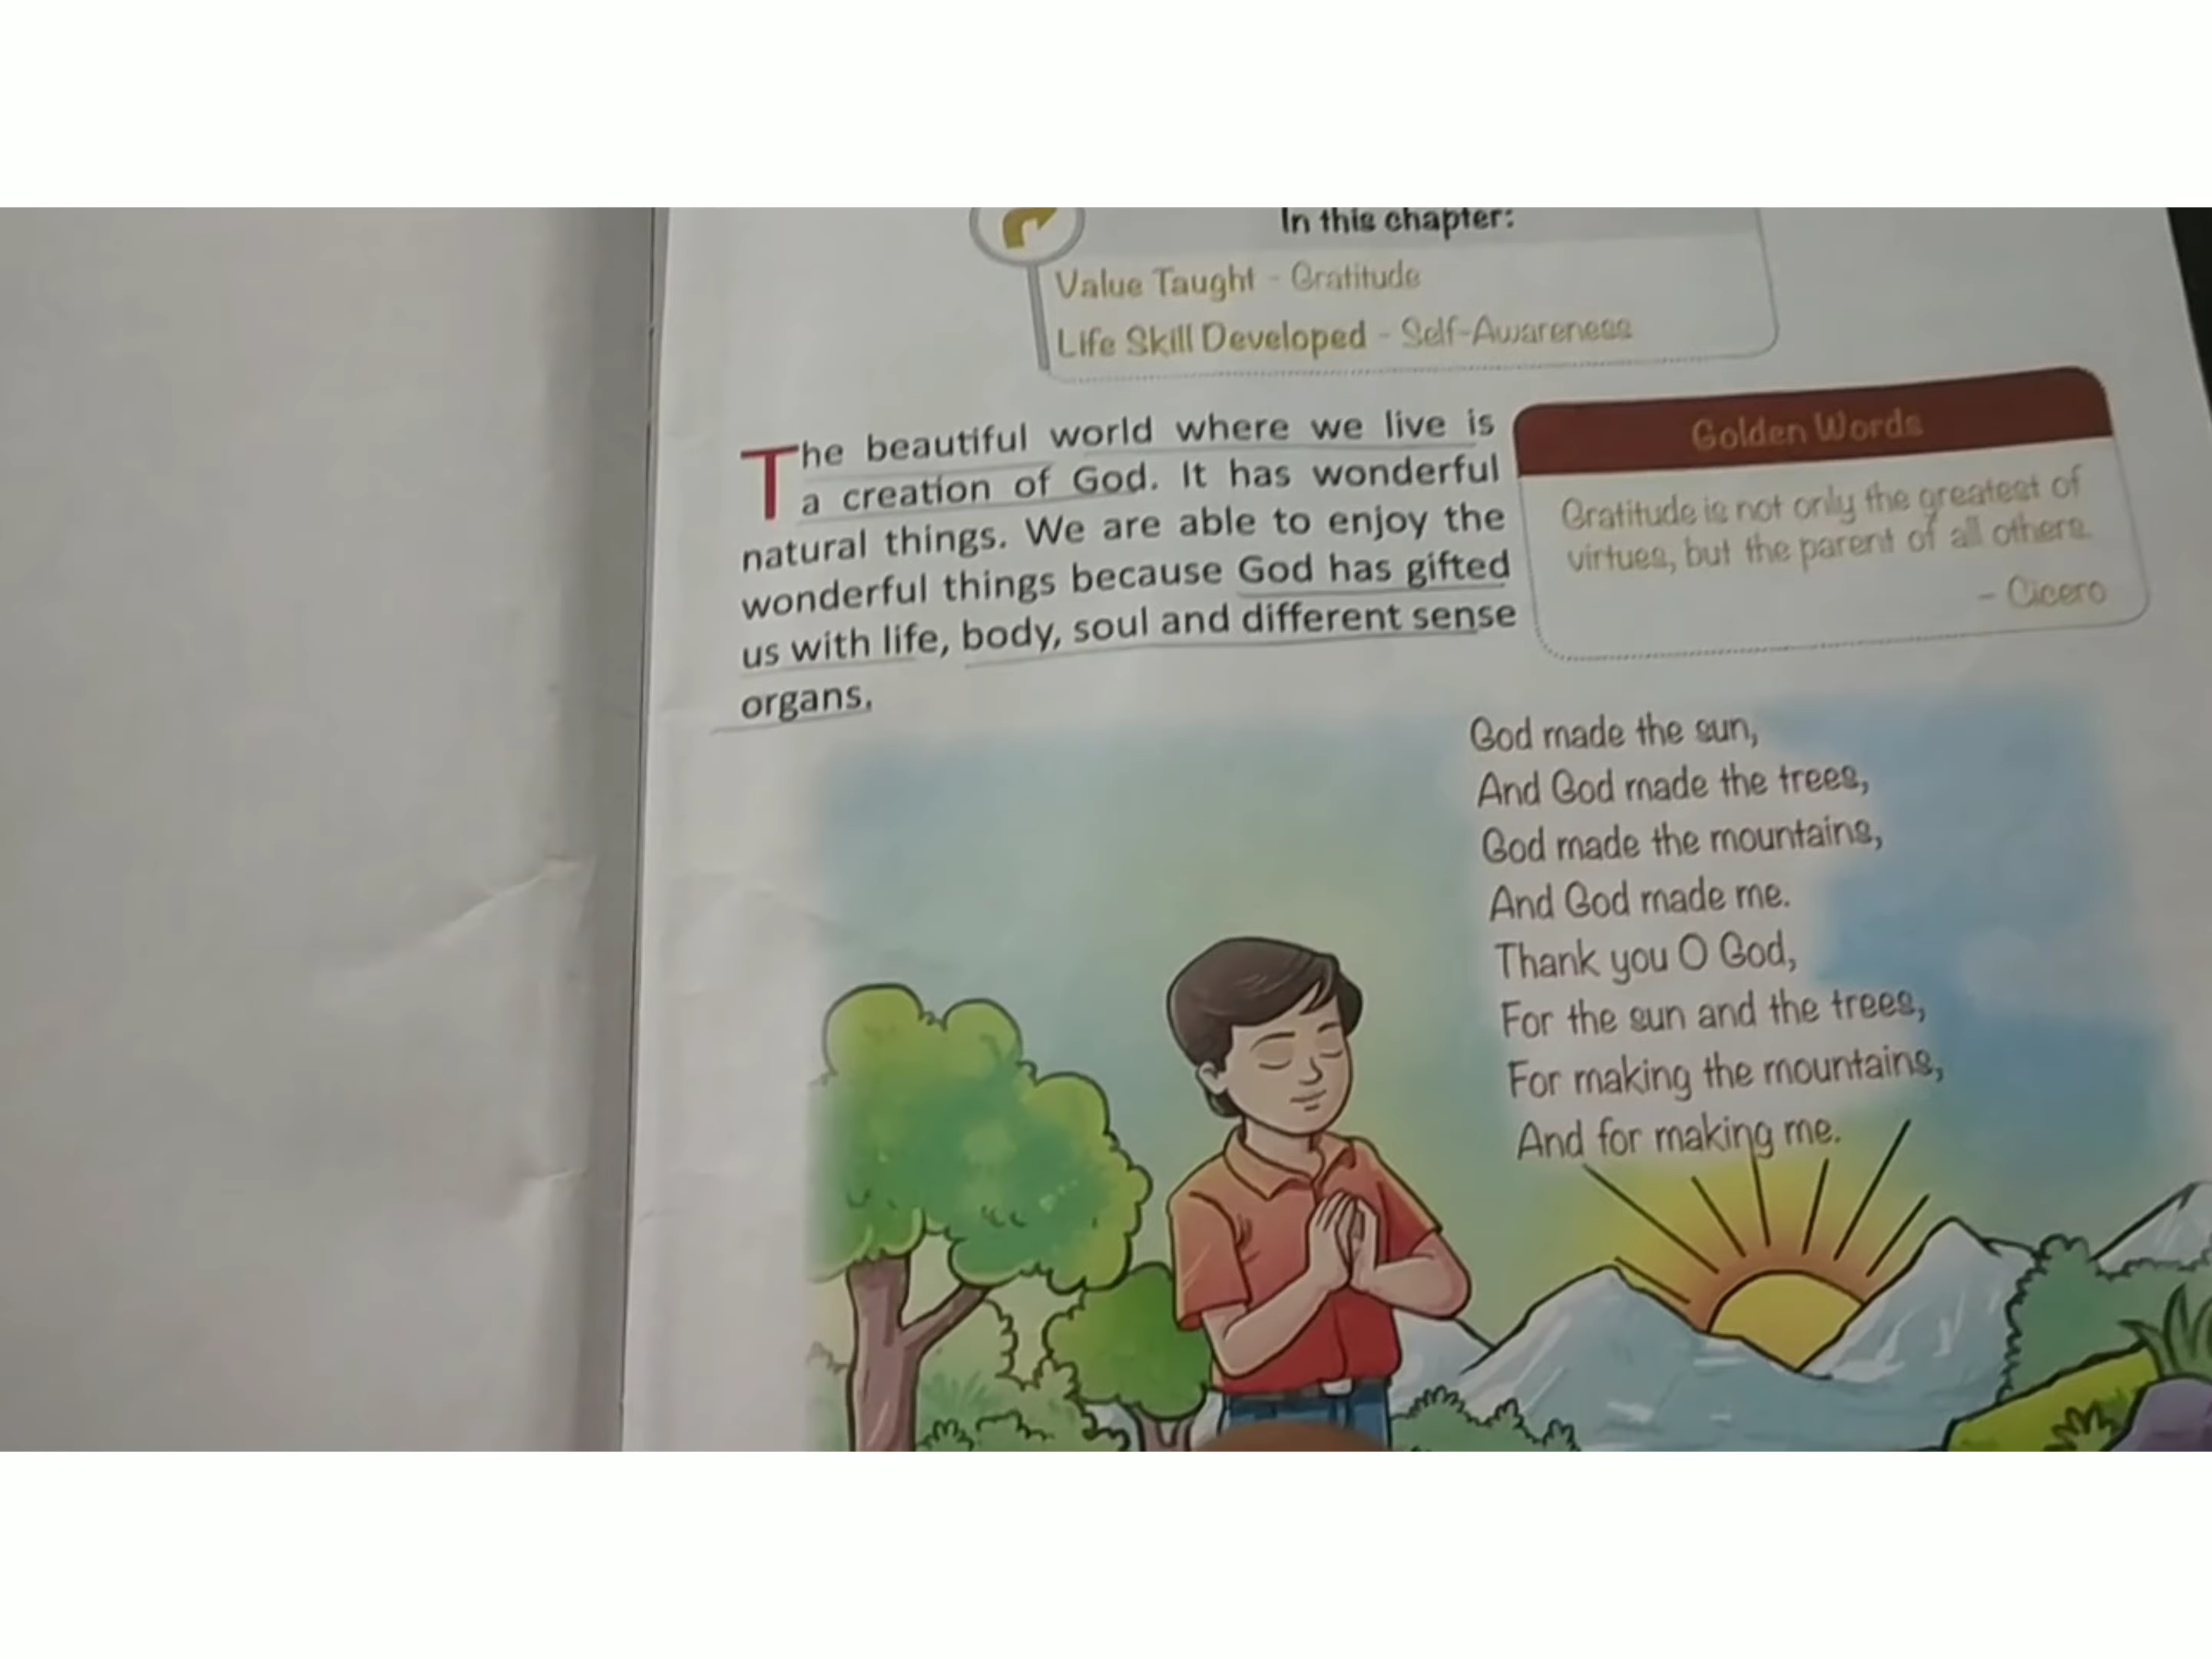 In this chapter:
Value Taught - Gratitude
Life Skill Developed - Self-Awareness
The beautiful world where we live is
a creation of God. It has wonderful
natural things. We are able to enjoy the
wonderful things because God has gifted
us with life, body, soul and different sense
organs.
Golden Words
Gratitude is not only the greatest of
virtues, but the parent of all others.
- Cicero
God made the sun,
And God made the trees,
God made the mountains,
And God made me.
Thank you O God,
For the sun and the trees,
For making the mountains,
And for making me.